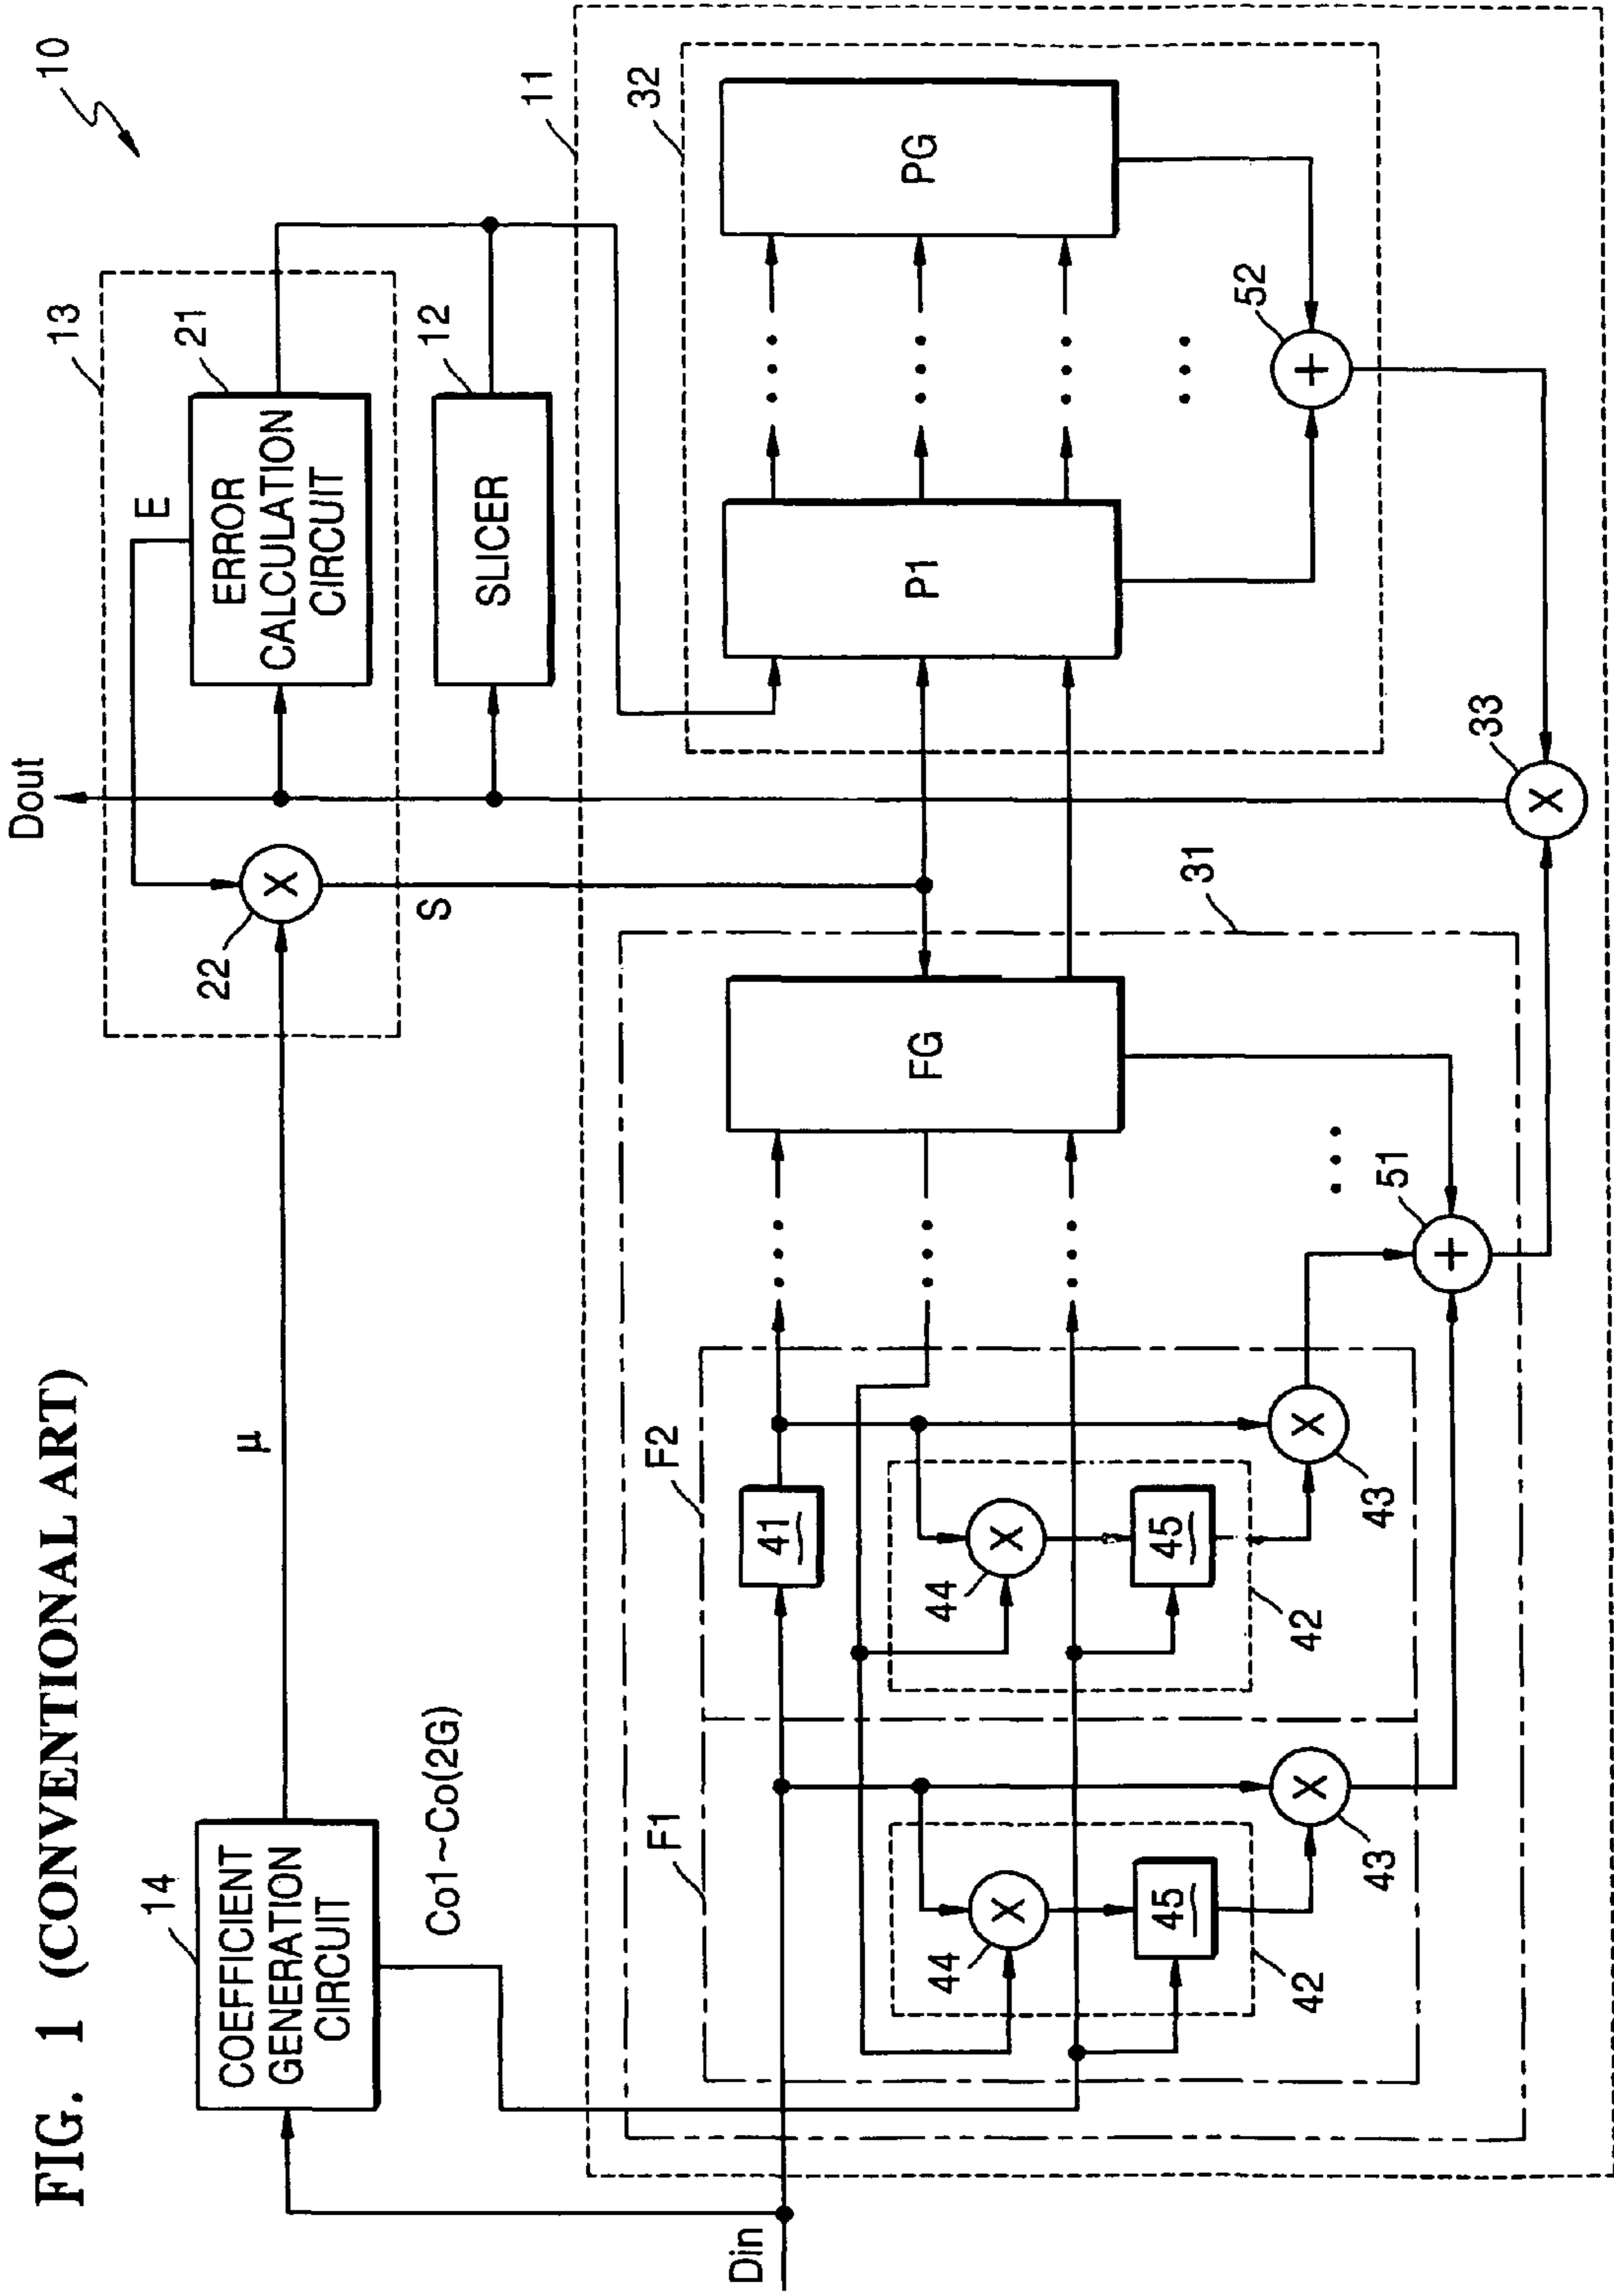 FIG. 1 (CONVENTIONAL ART)
10
Dout
13
E
21
ERROR
CALCULATION
CIRCUIT
22
X
μ
14
COEFFICIENT
GENERATION
CIRCUIT
12
SLICER
S
Co1~Co(2G)
11
32
Din
F1
F2
41
FG
P1
PG
44
X
44
X
45
45
42
42
X
43
X
43
31
51
+
52
+
33
X